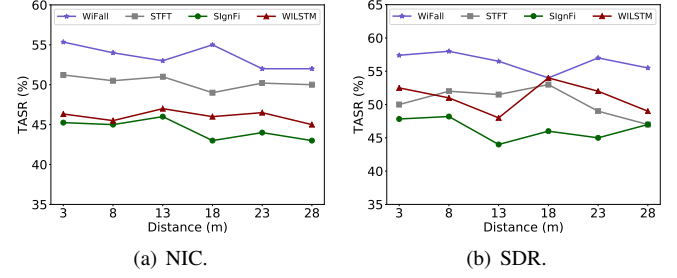 WiFall STFT SIgnFi WILSTM
60
55
50
45
40
35
TASR (%)
3 8 13 18 23 28
Distance (m)
(a) NIC.
WiFall STFT SIgnFi WILSTM
65
60
55
50
45
40
35
TASR (%)
3 8 13 18 23 28
Distance (m)
(b) SDR.